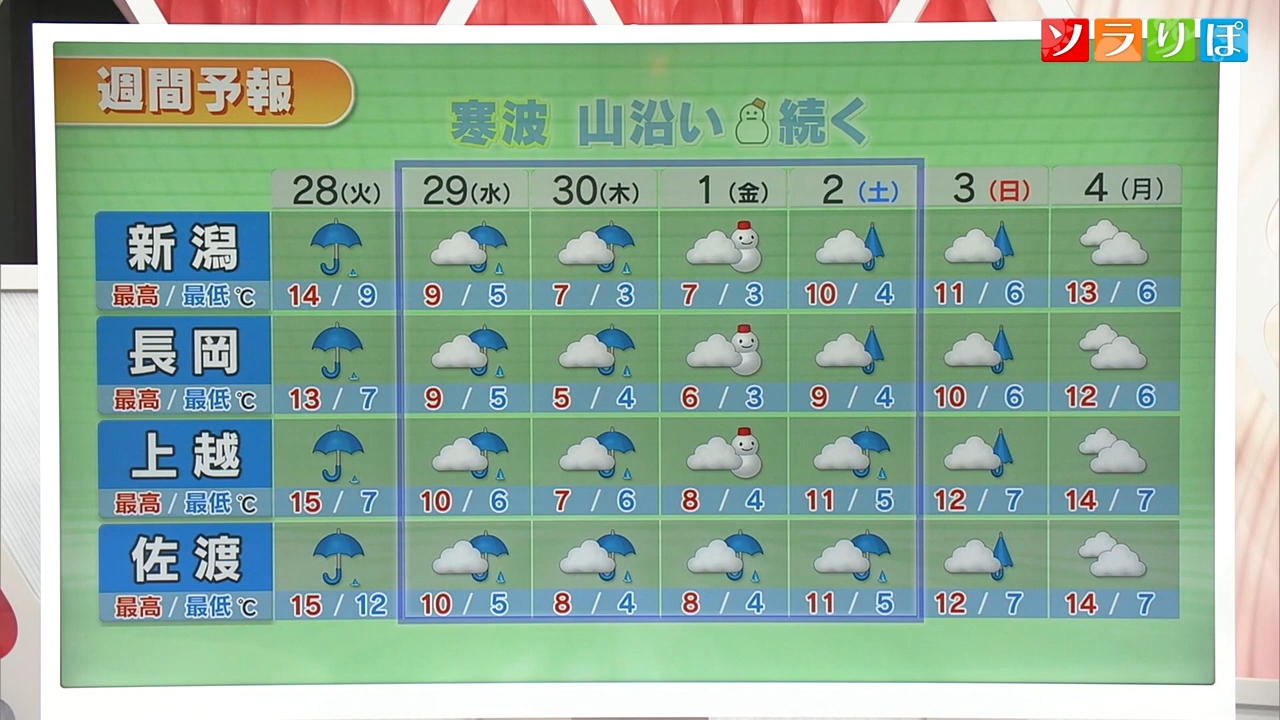 ソラりぽ
週間予報
寒波 山沿い 続く
28(火) 29(水) 30(木) 1(金) 2(土) 3(日) 4(月)
新潟
最高/最低℃ 14/9 9/5 7/3 7/3 10/4 11/6 13/6
長岡
最高/最低℃ 13/7 9/5 5/4 6/3 9/4 10/6 12/6
上越
最高/最低℃ 15/7 10/6 7/6 8/4 11/5 12/7 14/7
佐渡
最高/最低℃ 15/12 10/5 8/4 8/4 11/5 12/7 14/7